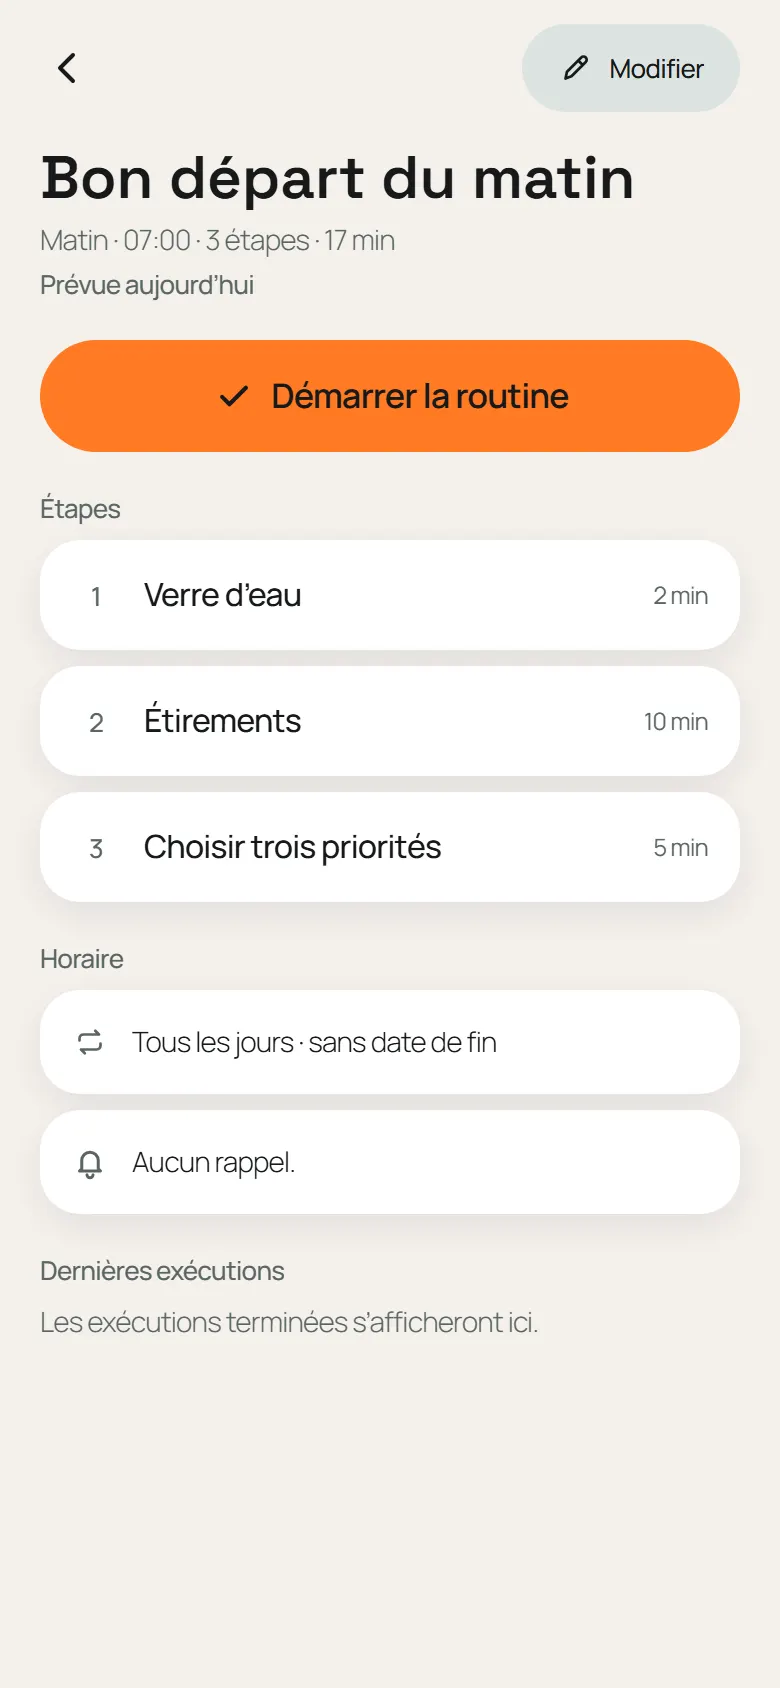 Modifier
Bon départ du matin
Matin · 07:00 · 3 étapes · 17 min
Prévue aujourd’hui
Démarrer la routine
Étapes
1 Verre d’eau 2 min
2 Étirements 10 min
3 Choisir trois priorités 5 min
Horaire
Tous les jours · sans date de fin
Aucun rappel.
Dernières exécutions
Les exécutions terminées s’afficheront ici.